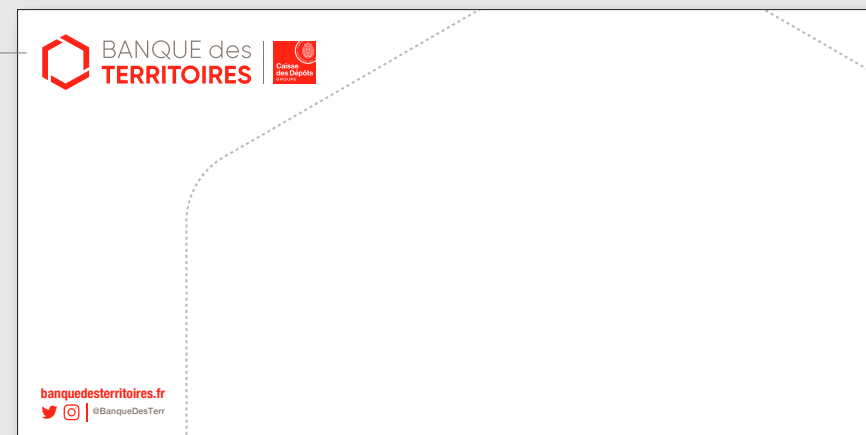 BANQUE des
TERRITOIRES
Caisse
des Dépôts
GROUPE
banquedesterritoires.fr
@BanqueDesTerr